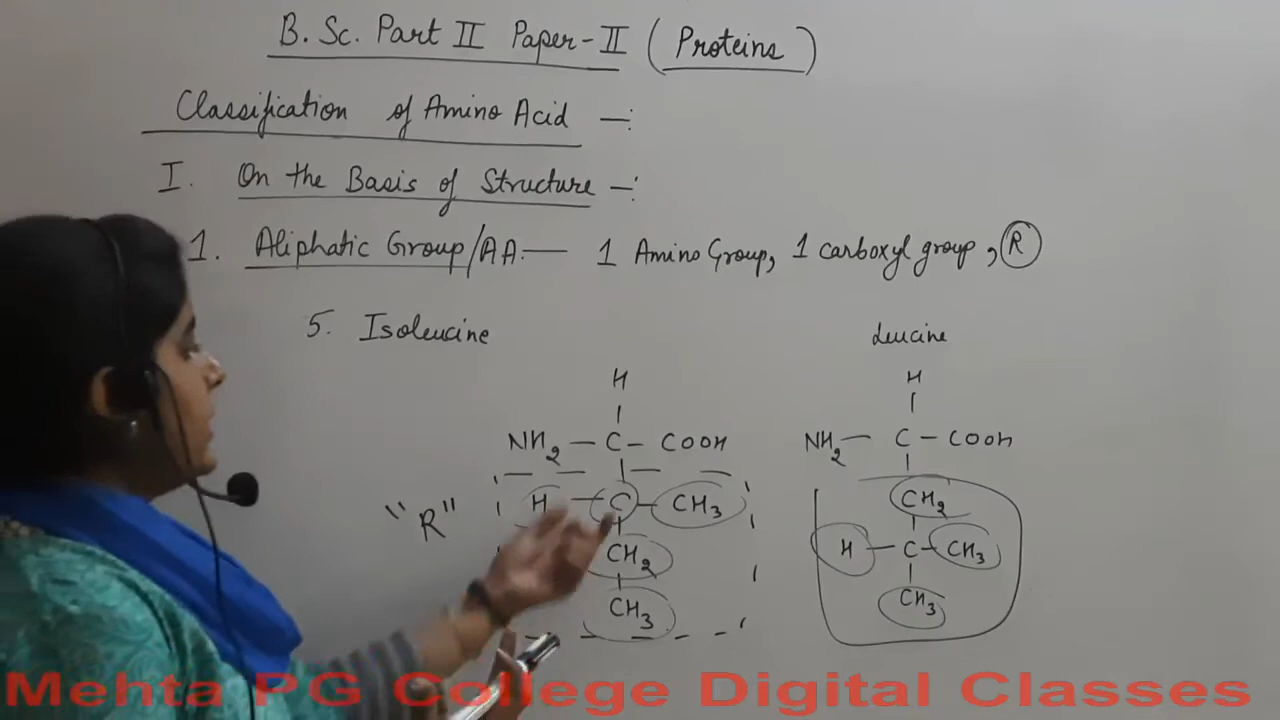 B. Sc. Part II Paper-II (Proteins)
Classification of Amino Acid —:
I. On the Basis of Structure —:
1. Aliphatic Group/AA.— 1 Amino Group, 1 carboxyl group, R
5. Isoleucine
Leucine
H
H
NH2 — C — COOH
NH2 — C — COOH
"R"
H — C — CH3
CH2
CH2
H — C — CH3
CH3
CH3
Mehta PG College Digital Classes